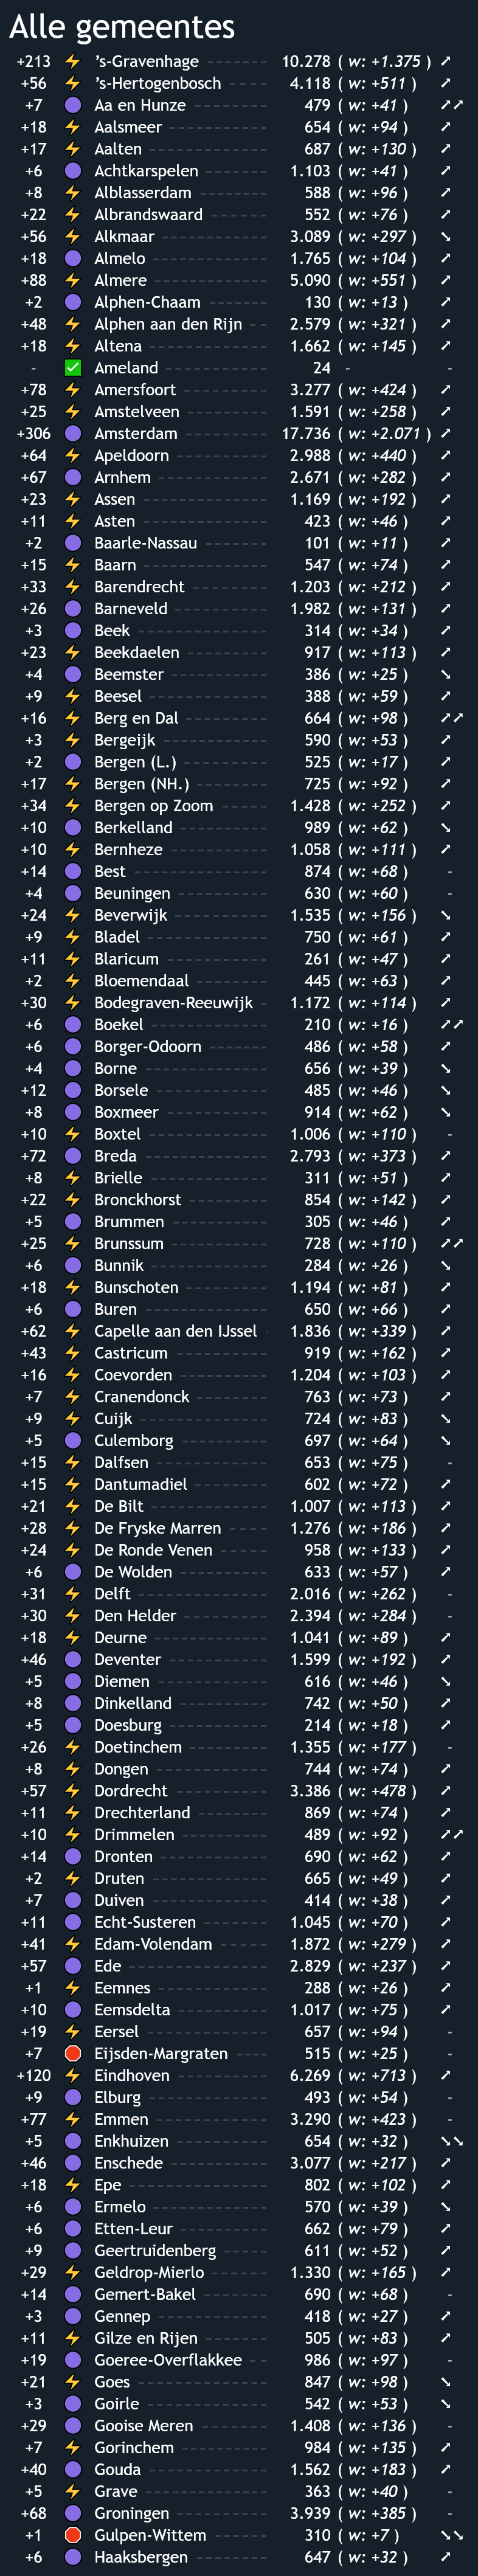 Alle gemeentes
+213 ’s-Gravenhage 10.278 ( w: +1.375 )
+56 ’s-Hertogenbosch 4.118 ( w: +511 )
+7 Aa en Hunze 479 ( w: +41 )
+18 Aalsmeer 654 ( w: +94 )
+17 Aalten 687 ( w: +130 )
+6 Achtkarspelen 1.103 ( w: +41 )
+8 Alblasserdam 588 ( w: +96 )
+22 Albrandswaard 552 ( w: +76 )
+56 Alkmaar 3.089 ( w: +297 )
+18 Almelo 1.765 ( w: +104 )
+88 Almere 5.090 ( w: +551 )
+2 Alphen-Chaam 130 ( w: +13 )
+48 Alphen aan den Rijn 2.579 ( w: +321 )
+18 Altena 1.662 ( w: +145 )
- Ameland 24 - -
+78 Amersfoort 3.277 ( w: +424 )
+25 Amstelveen 1.591 ( w: +258 )
+306 Amsterdam 17.736 ( w: +2.071 )
+64 Apeldoorn 2.988 ( w: +440 )
+67 Arnhem 2.671 ( w: +282 )
+23 Assen 1.169 ( w: +192 )
+11 Asten 423 ( w: +46 )
+2 Baarle-Nassau 101 ( w: +11 )
+15 Baarn 547 ( w: +74 )
+33 Barendrecht 1.203 ( w: +212 )
+26 Barneveld 1.982 ( w: +131 )
+3 Beek 314 ( w: +34 )
+23 Beekdaelen 917 ( w: +113 )
+4 Beemster 386 ( w: +25 )
+9 Beesel 388 ( w: +59 )
+16 Berg en Dal 664 ( w: +98 )
+3 Bergeijk 590 ( w: +53 )
+2 Bergen (L.) 525 ( w: +17 )
+17 Bergen (NH.) 725 ( w: +92 )
+34 Bergen op Zoom 1.428 ( w: +252 )
+10 Berkelland 989 ( w: +62 )
+10 Bernheze 1.058 ( w: +111 )
+14 Best 874 ( w: +68 ) -
+4 Beuningen 630 ( w: +60 ) -
+24 Beverwijk 1.535 ( w: +156 )
+9 Bladel 750 ( w: +61 )
+11 Blaricum 261 ( w: +47 )
+2 Bloemendaal 445 ( w: +63 )
+30 Bodegraven-Reeuwijk 1.172 ( w: +114 )
+6 Boekel 210 ( w: +16 )
+6 Borger-Odoorn 486 ( w: +58 )
+4 Borne 656 ( w: +39 )
+12 Borsele 485 ( w: +46 )
+8 Boxmeer 914 ( w: +62 )
+10 Boxtel 1.006 ( w: +110 ) -
+72 Breda 2.793 ( w: +373 )
+8 Brielle 311 ( w: +51 )
+22 Bronckhorst 854 ( w: +142 )
+5 Brummen 305 ( w: +46 )
+25 Brunssum 728 ( w: +110 )
+6 Bunnik 284 ( w: +26 )
+18 Bunschoten 1.194 ( w: +81 )
+6 Buren 650 ( w: +66 )
+62 Capelle aan den IJssel 1.836 ( w: +339 )
+43 Castricum 919 ( w: +162 )
+16 Coevorden 1.204 ( w: +103 )
+7 Cranendonck 763 ( w: +73 )
+9 Cuijk 724 ( w: +83 )
+5 Culemborg 697 ( w: +64 )
+15 Dalfsen 653 ( w: +75 ) -
+15 Dantumadiel 602 ( w: +72 )
+21 De Bilt 1.007 ( w: +113 )
+28 De Fryske Marren 1.276 ( w: +186 )
+24 De Ronde Venen 958 ( w: +133 )
+6 De Wolden 633 ( w: +57 )
+31 Delft 2.016 ( w: +262 ) -
+30 Den Helder 2.394 ( w: +284 ) -
+18 Deurne 1.041 ( w: +89 )
+46 Deventer 1.599 ( w: +192 )
+5 Diemen 616 ( w: +46 )
+8 Dinkelland 742 ( w: +50 )
+5 Doesburg 214 ( w: +18 )
+26 Doetinchem 1.355 ( w: +177 ) -
+8 Dongen 744 ( w: +74 )
+57 Dordrecht 3.386 ( w: +478 )
+11 Drechterland 869 ( w: +74 )
+10 Drimmelen 489 ( w: +92 )
+14 Dronten 690 ( w: +62 )
+2 Druten 665 ( w: +49 )
+7 Duiven 414 ( w: +38 )
+11 Echt-Susteren 1.045 ( w: +70 )
+41 Edam-Volendam 1.872 ( w: +279 )
+57 Ede 2.829 ( w: +237 )
+1 Eemnes 288 ( w: +26 )
+10 Eemsdelta 1.017 ( w: +75 )
+19 Eersel 657 ( w: +94 ) -
+7 Eijsden-Margraten 515 ( w: +25 ) -
+120 Eindhoven 6.269 ( w: +713 )
+9 Elburg 493 ( w: +54 ) -
+77 Emmen 3.290 ( w: +423 ) -
+5 Enkhuizen 654 ( w: +32 )
+46 Enschede 3.077 ( w: +217 )
+18 Epe 802 ( w: +102 )
+6 Ermelo 570 ( w: +39 )
+6 Etten-Leur 662 ( w: +79 )
+9 Geertruidenberg 611 ( w: +52 )
+29 Geldrop-Mierlo 1.330 ( w: +165 )
+14 Gemert-Bakel 690 ( w: +68 ) -
+3 Gennep 418 ( w: +27 )
+11 Gilze en Rijen 505 ( w: +83 )
+19 Goeree-Overflakkee 986 ( w: +97 ) -
+21 Goes 847 ( w: +98 )
+3 Goirle 542 ( w: +53 )
+29 Gooise Meren 1.408 ( w: +136 ) -
+7 Gorinchem 984 ( w: +135 )
+40 Gouda 1.562 ( w: +183 )
+5 Grave 363 ( w: +40 ) -
+68 Groningen 3.939 ( w: +385 ) -
+1 Gulpen-Wittem 310 ( w: +7 )
+6 Haaksbergen 647 ( w: +32 )